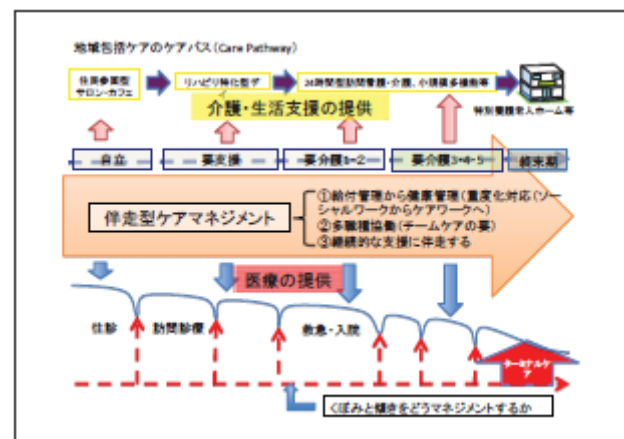 地域包括ケアのケアパス(Care Pathway)
住民参画型
サロン・カフェ
リハビリ特化型デ
イ
24時間型訪問看護・介護、小規模多機能等
特別養護老人ホーム等
介護・生活支援の提供
自立
要支援
要介護1・2
要介護3・4・5
終末期
伴走型ケアマネジメント
①給付管理から健康管理(重度化対応(ソー
シャルワークからケアワークへ)
②多職種協働(チームケアの要)
③継続的な支援に伴走する
医療の提供
往診
訪問診療
救急・入院
ターミナルケ
ア
くぼみと傾きをどうマネジメントするか